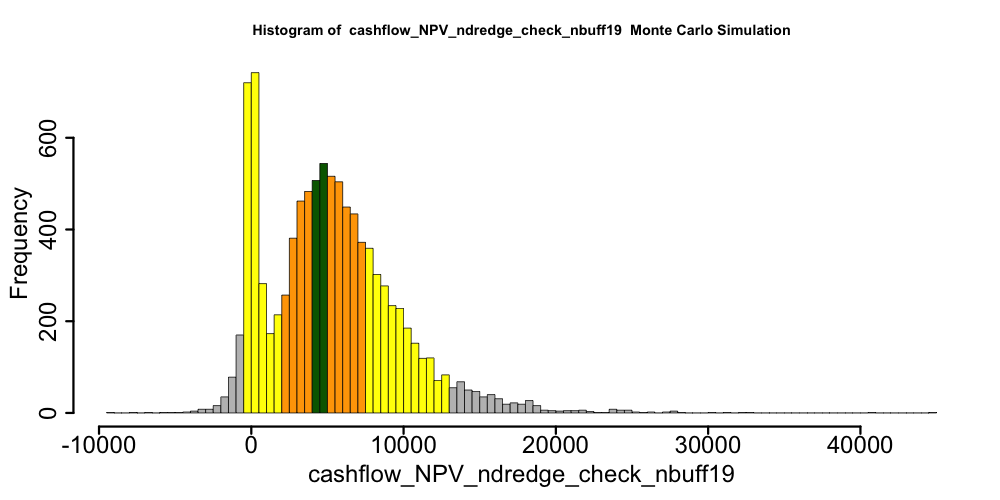 Histogram of  cashflow_NPV_ndredge_check_nbuff19  Monte Carlo Simulation
600
400
200
0
Frequency
-10000 0 10000 20000 30000 40000
cashflow_NPV_ndredge_check_nbuff19